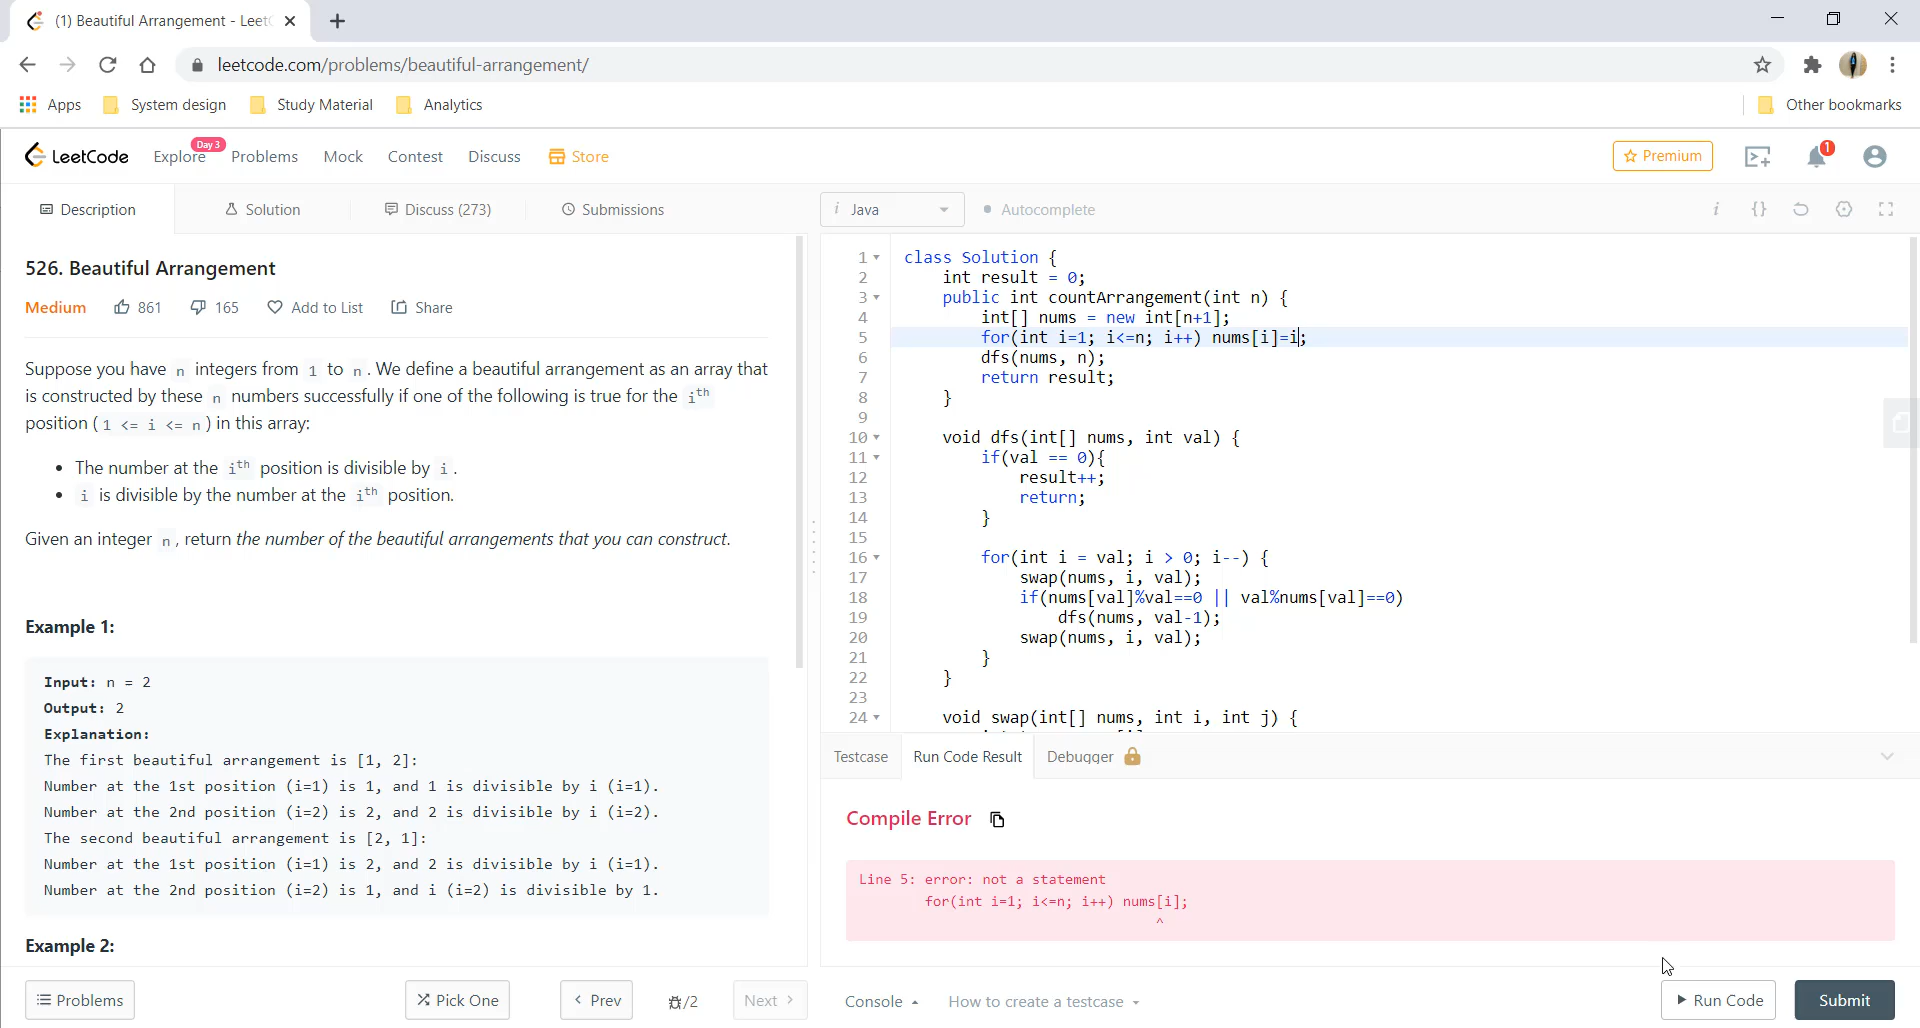 (1) Beautiful Arrangement - Leet
leetcode.com/problems/beautiful-arrangement/
Apps System design Study Material Analytics Other bookmarks
LeetCode Explore Day 3 Problems Mock Contest Discuss Store Premium 1
Description Solution Discuss (273) Submissions
526. Beautiful Arrangement
Medium 861 165 Add to List Share
Suppose you have n integers from 1 to n. We define a beautiful arrangement as an array that
is constructed by these n numbers successfully if one of the following is true for the ith
position (1 <= i <= n) in this array:
• The number at the ith position is divisible by i.
• i is divisible by the number at the ith position.
Given an integer n, return the number of the beautiful arrangements that you can construct.
Example 1:
Input: n = 2
Output: 2
Explanation:
The first beautiful arrangement is [1, 2]:
Number at the 1st position (i=1) is 1, and 1 is divisible by i (i=1).
Number at the 2nd position (i=2) is 2, and 2 is divisible by i (i=2).
The second beautiful arrangement is [2, 1]:
Number at the 1st position (i=1) is 2, and 2 is divisible by i (i=1).
Number at the 2nd position (i=2) is 1, and i (i=2) is divisible by 1.
Example 2:
Problems Pick One < Prev /2 Next >
i Java Autocomplete i {}
1 class Solution {
2 int result = 0;
3 public int countArrangement(int n) {
4 int[] nums = new int[n+1];
5 for(int i=1; i<=n; i++) nums[i]=i;
6 dfs(nums, n);
7 return result;
8 }
9
10 void dfs(int[] nums, int val) {
11 if(val == 0){
12 result++;
13 return;
14 }
15
16 for(int i = val; i > 0; i--) {
17 swap(nums, i, val);
18 if(nums[val]%val==0 || val%nums[val]==0)
19 dfs(nums, val-1);
20 swap(nums, i, val);
21 }
22 }
23
24 void swap(int[] nums, int i, int j) {
Testcase Run Code Result Debugger
Compile Error
Line 5: error: not a statement
for(int i=1; i<=n; i++) nums[i];
^
Console How to create a testcase Run Code Submit